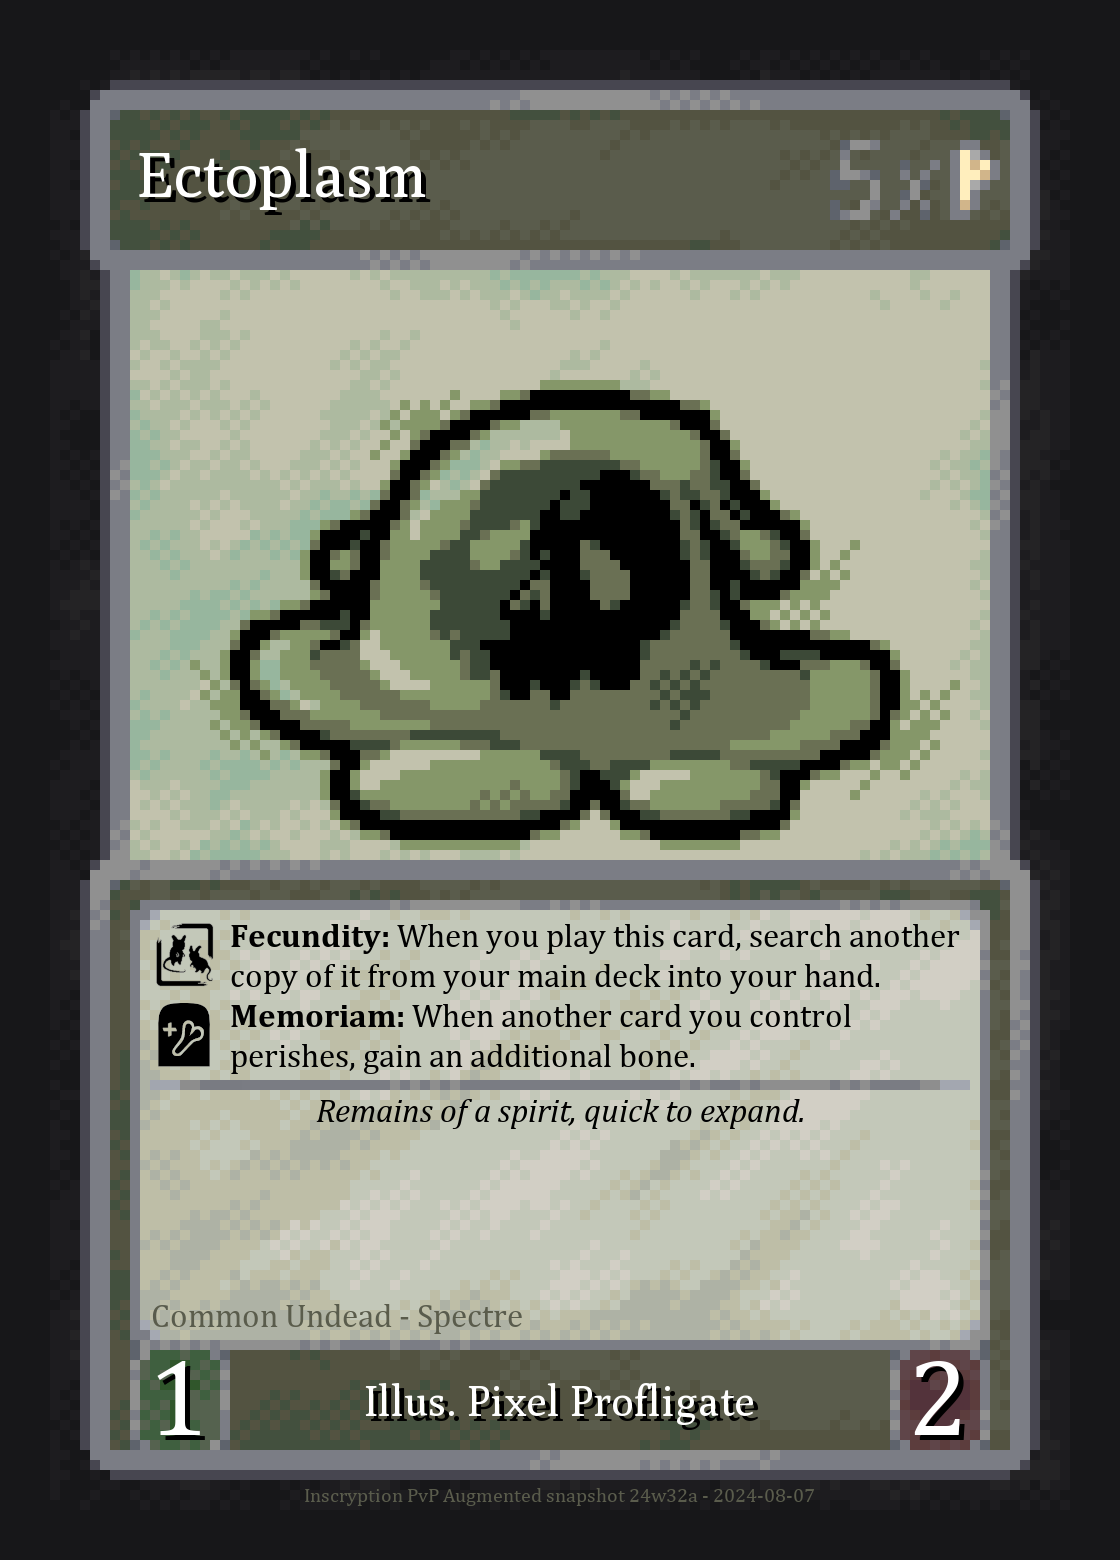 Ectoplasm
5x
Fecundity: When you play this card, search another
copy of it from your main deck into your hand.
Memoriam: When another card you control
perishes, gain an additional bone.
Remains of a spirit, quick to expand.
Common Undead - Spectre
1
Illus. Pixel Profligate
2
Inscryption PvP Augmented snapshot 24w32a - 2024-08-07